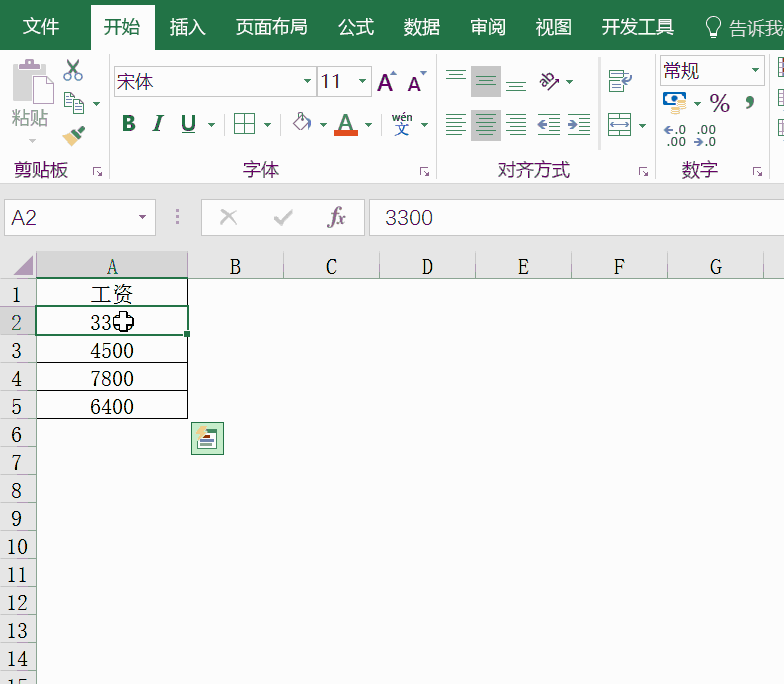 文件 开始 插入 页面布局 公式 数据 审阅 视图 开发工具 告诉我
粘贴
宋体 11 A A
B I U A wén 文
常规
% ,
←.0 .00
.00 →.0
剪贴板 字体 对齐方式 数字
A2 fx 3300
A B C D E F G
1 工资
2 33
3 4500
4 7800
5 6400
6
7
8
9
10
11
12
13
14
15